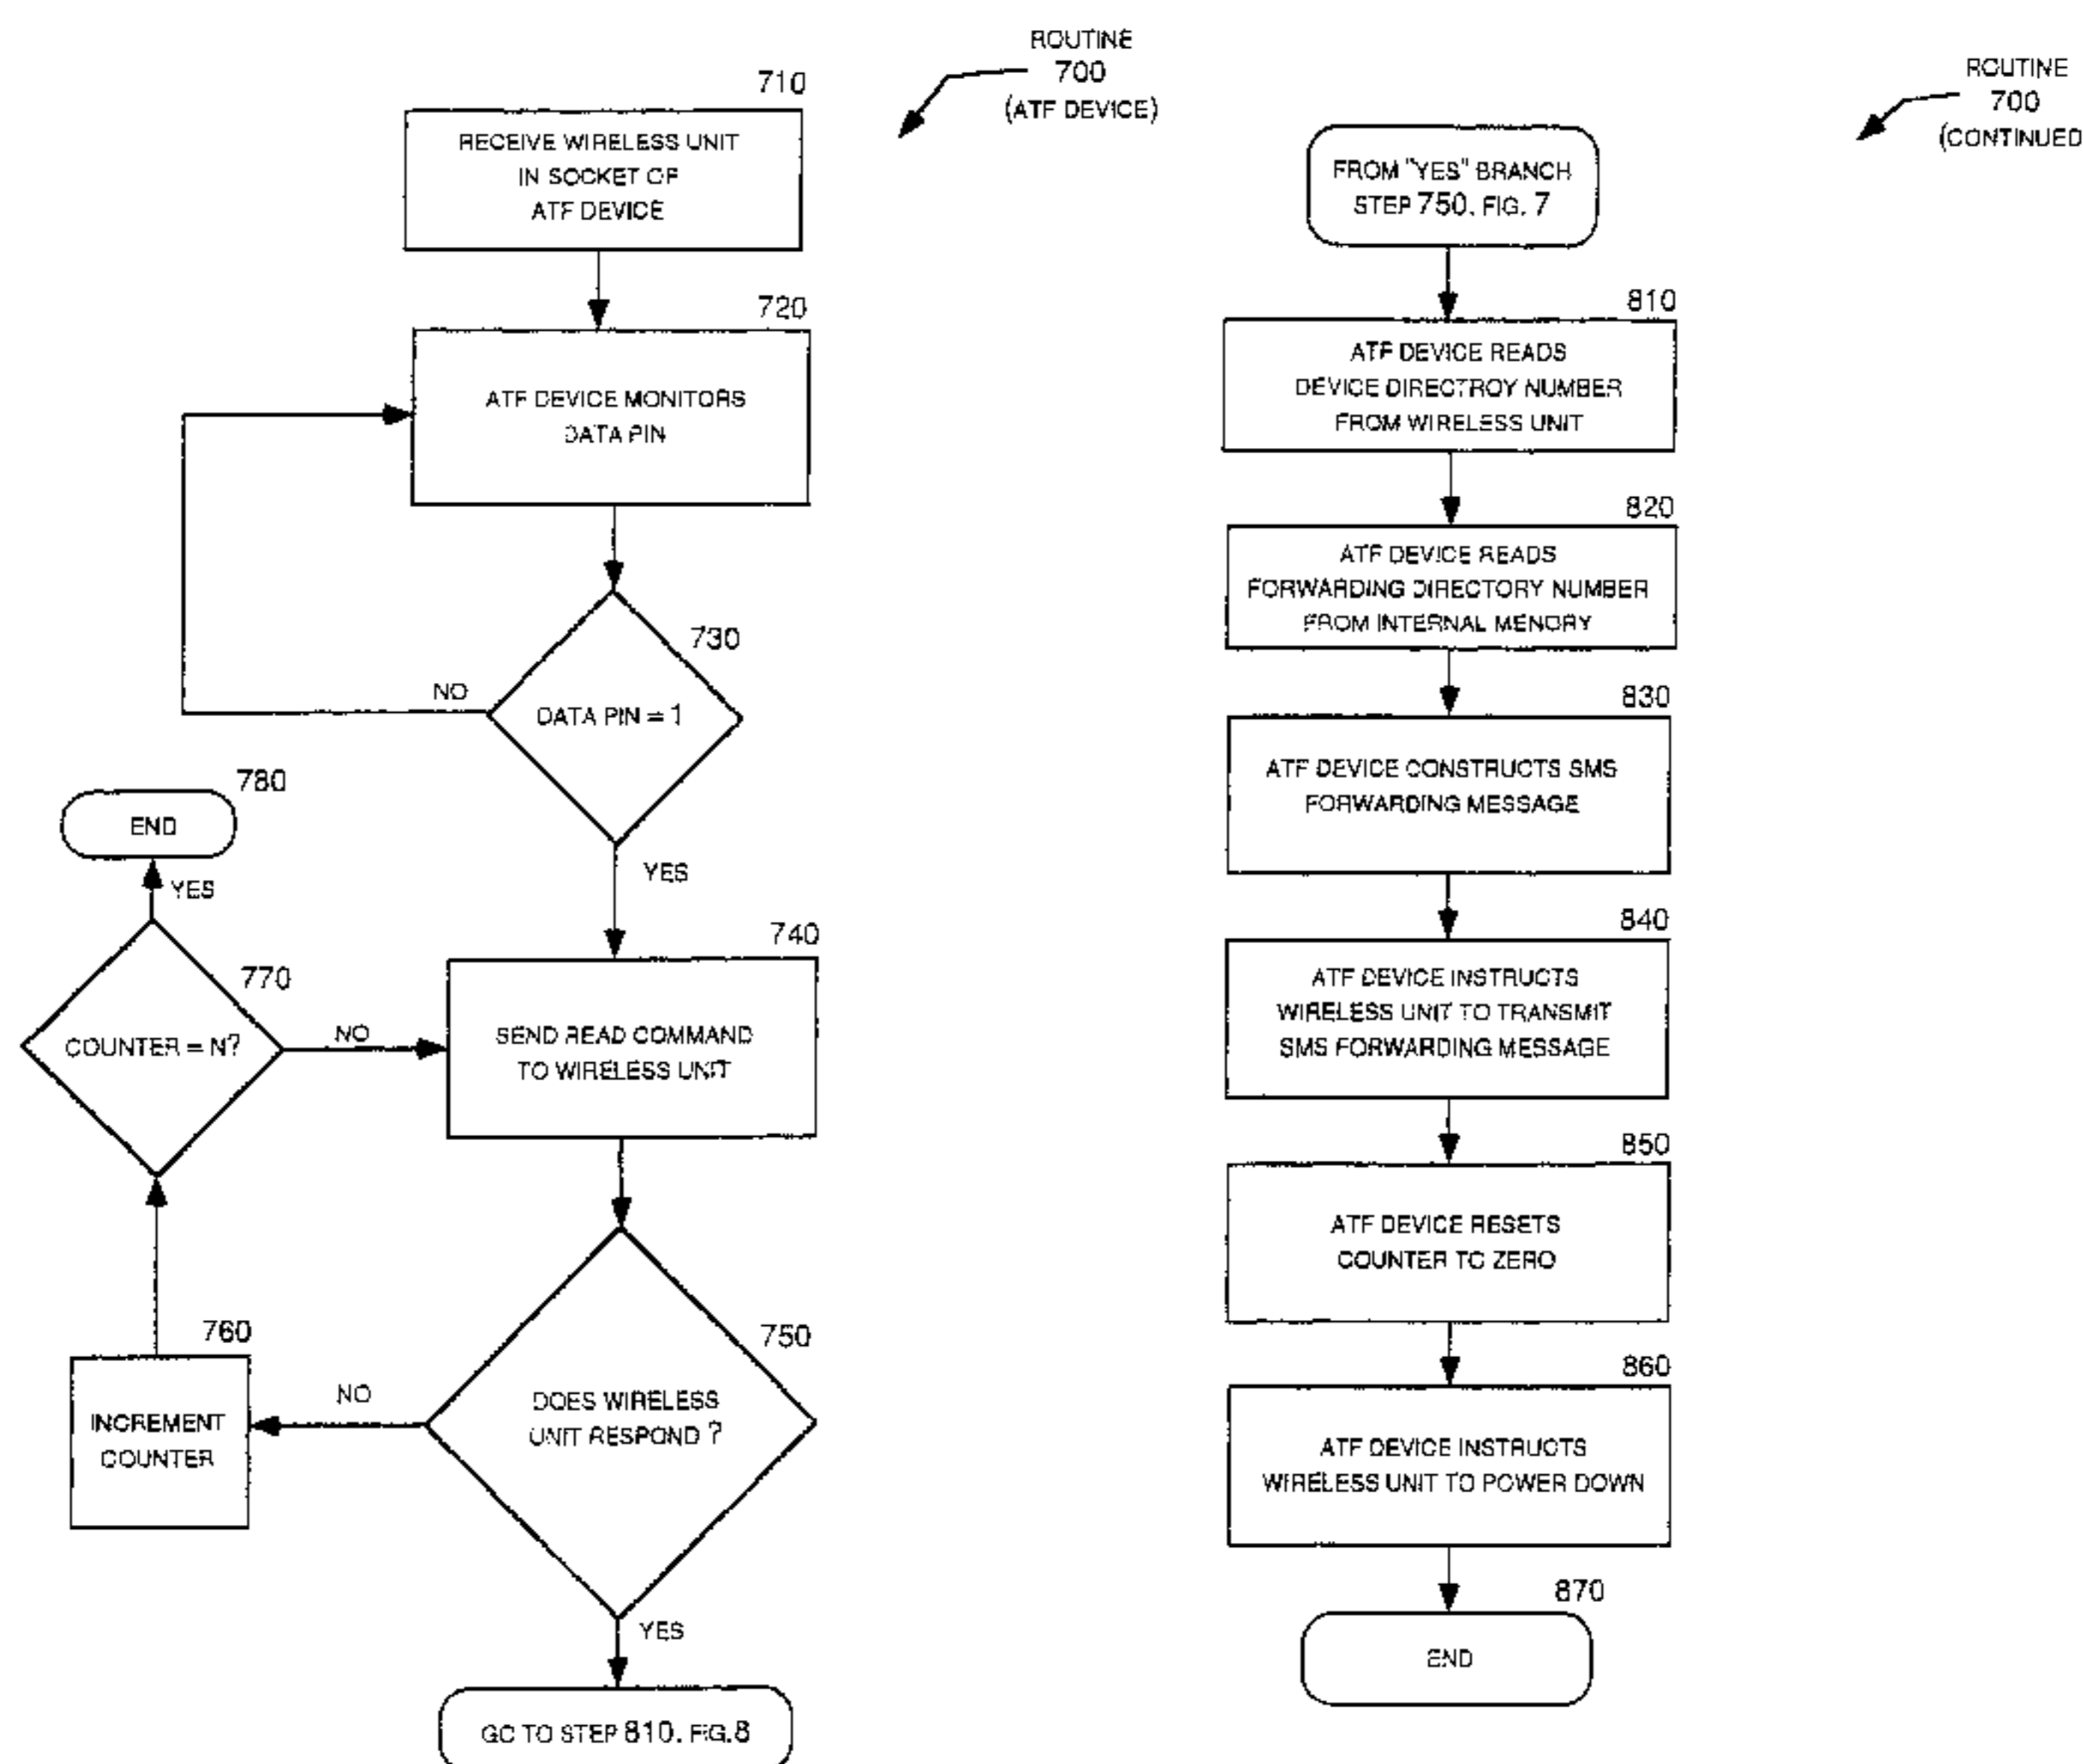 ROUTINE
700
(ATF DEVICE)
710
RECEIVE WIRELESS UNIT
IN SOCKET OF
ATF DEVICE
720
ATF DEVICE MONITORS
DATA PIN
730
NO
DATA PIN = 1
YES
780
END
YES
770
COUNTER = N?
NO
740
SEND READ COMMAND
TO WIRELESS UNIT
760
INCREMENT
COUNTER
NO
750
DOES WIRELESS
UNIT RESPOND ?
YES
GO TO STEP 810. FIG.8
ROUTINE
700
(CONTINUED
FROM "YES" BRANCH
STEP 750. FIG. 7
810
ATF DEVICE READS
DEVICE DIRECTROY NUMBER
FROM WIRELESS UNIT
820
ATF DEVICE READS
FORWARDING DIRECTORY NUMBER
FROM INTERNAL MENORY
830
ATF DEVICE CONSTRUCTS SMS
FORWARDING MESSAGE
840
ATF DEVICE INSTRUCTS
WIRELESS UNIT TO TRANSMIT
SMS FORWARDING MESSAGE
850
ATF DEVICE RESETS
COUNTER TO ZERO
860
ATF DEVICE INSTRUCTS
WIRELESS UNIT TO POWER DOWN
870
END